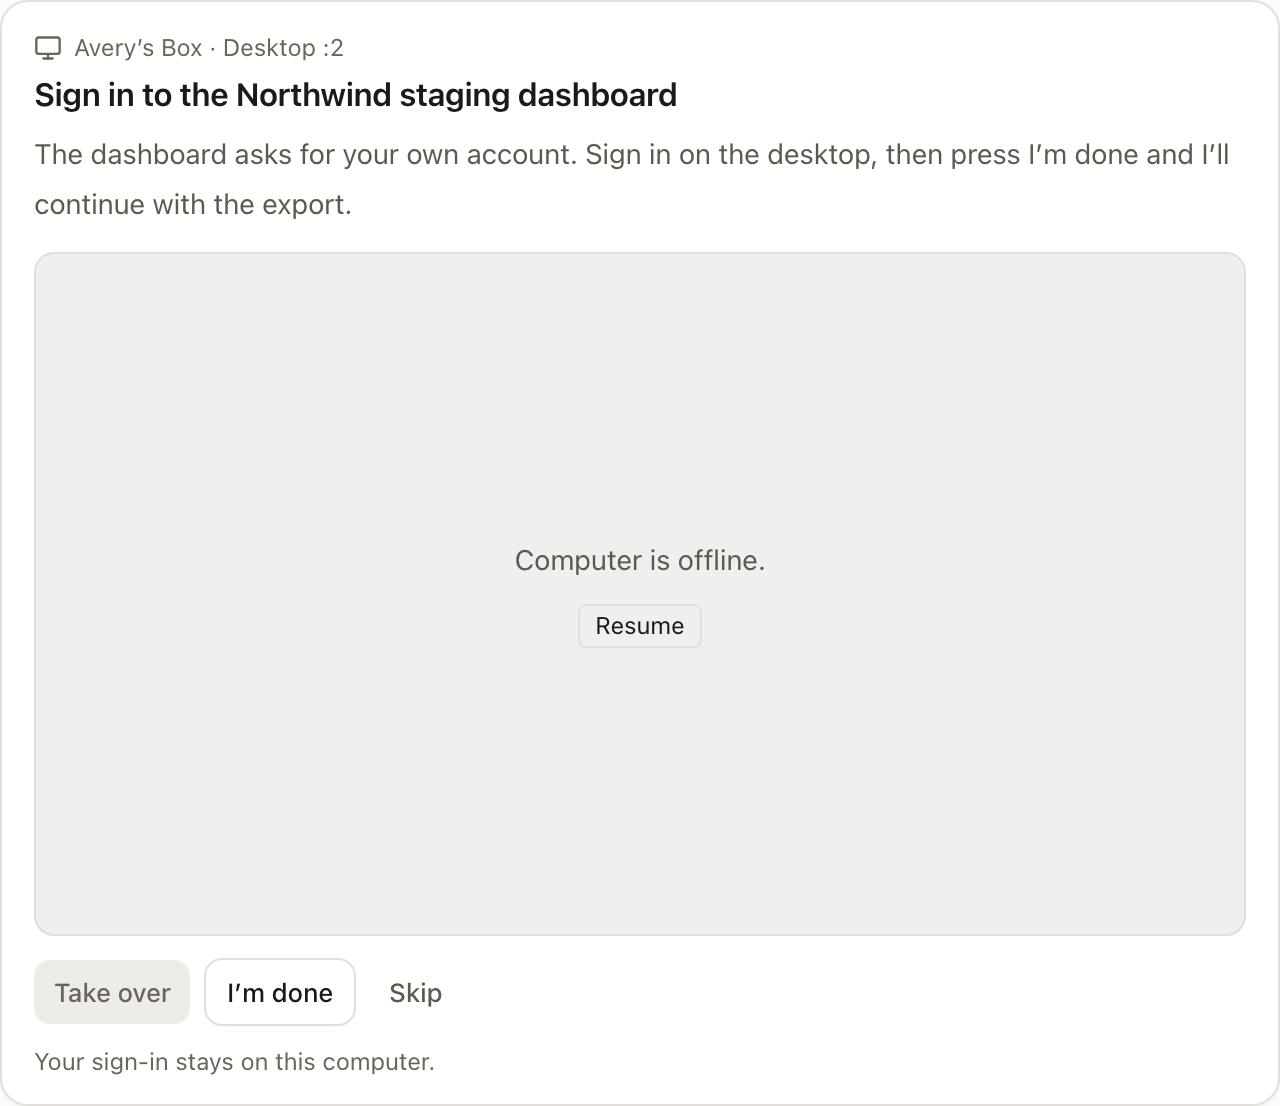 Avery’s Box · Desktop :2
Sign in to the Northwind staging dashboard
The dashboard asks for your own account. Sign in on the desktop, then press I’m done and I’ll
continue with the export.
Computer is offline.
Resume
Take over
I’m done
Skip
Your sign-in stays on this computer.